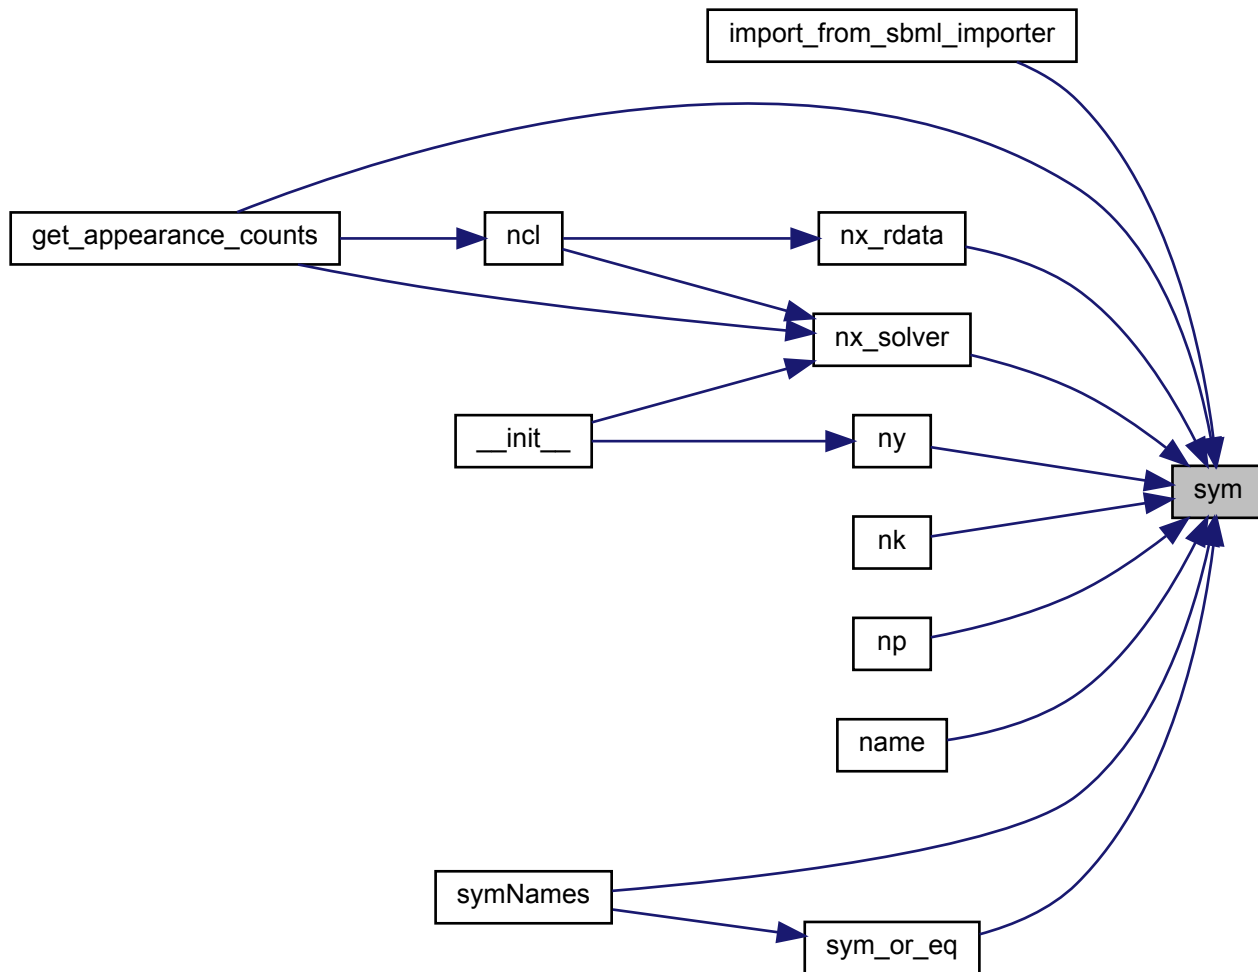 import_from_sbml_importer
get_appearance_counts
ncl
nx_rdata
nx_solver
__init__
ny
sym
nk
np
name
symNames
sym_or_eq